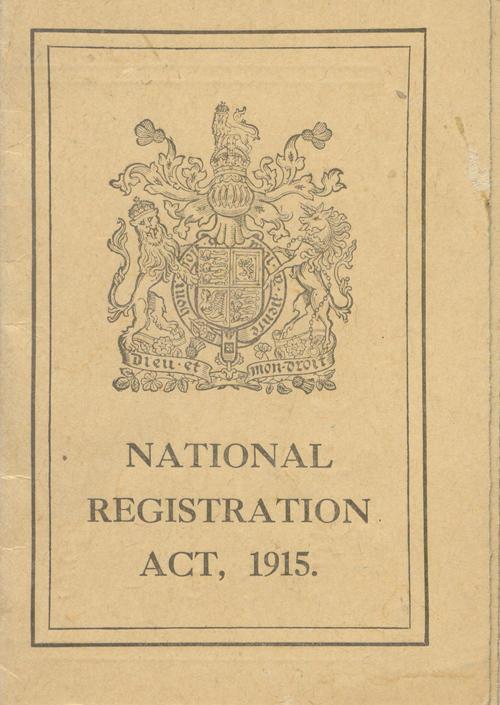 Dieu · et mon · Droit
NATIONAL
REGISTRATION
ACT, 1915.